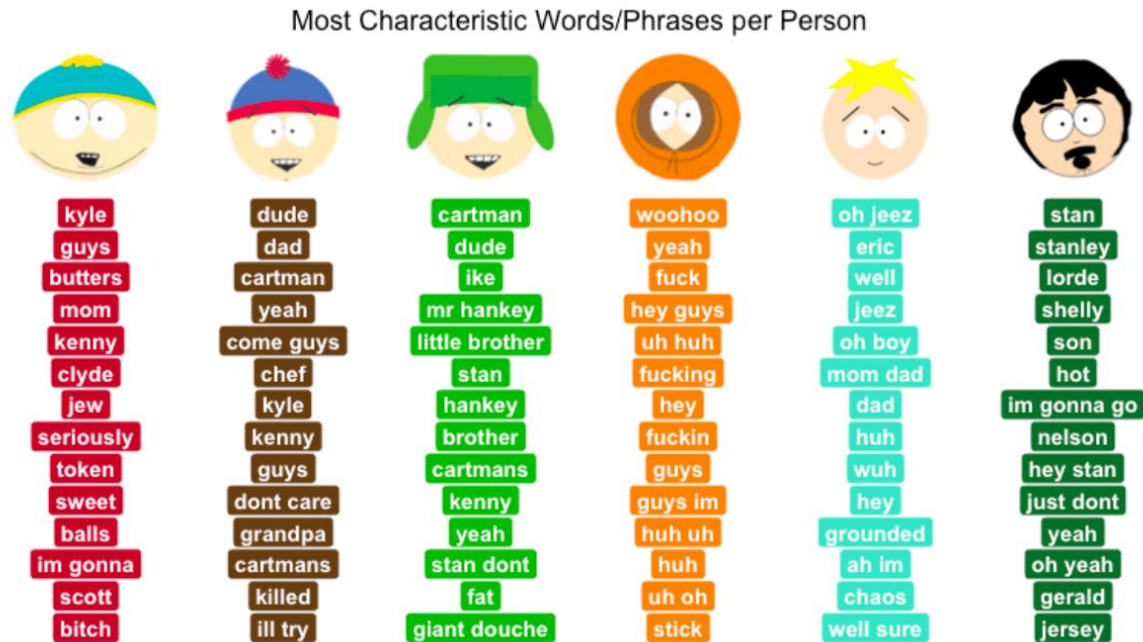 Most Characteristic Words/Phrases per Person
kyle dude cartman woohoo oh jeez stan
guys dad dude yeah eric stanley
butters cartman ike fuck well lorde
mom yeah mr hankey hey guys jeez shelly
kenny come guys little brother uh huh oh boy son
clyde chef stan fucking mom dad hot
jew kyle hankey hey dad im gonna go
seriously kenny brother fuckin huh nelson
token guys cartmans guys wuh hey stan
sweet dont care kenny guys im hey just dont
balls grandpa yeah huh uh grounded yeah
im gonna cartmans stan dont huh ah im oh yeah
scott killed fat uh oh chaos gerald
bitch ill try giant douche stick well sure jersey